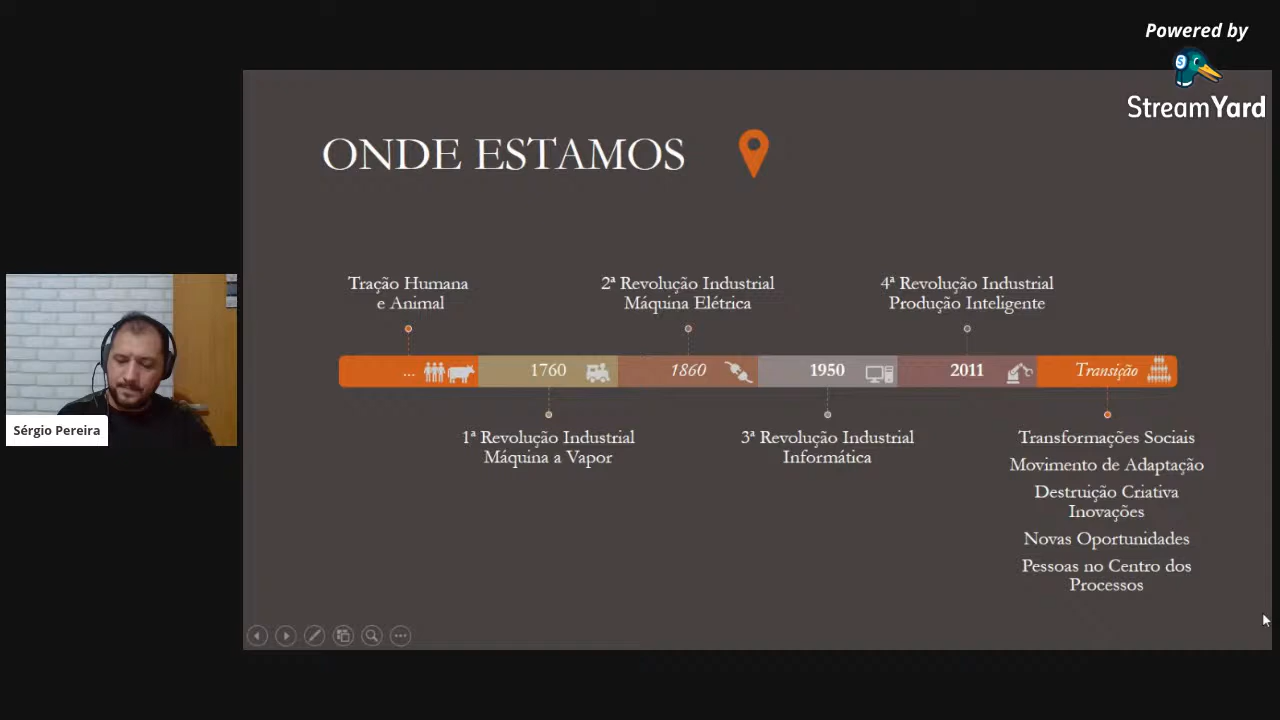 Powered by
StreamYard
ONDE ESTAMOS
Tração Humana
e Animal
2ª Revolução Industrial
Máquina Elétrica
4ª Revolução Industrial
Produção Inteligente
... 1760 1860 1950 2011 Transição
1ª Revolução Industrial
Máquina a Vapor
3ª Revolução Industrial
Informática
Transformações Sociais
Movimento de Adaptação
Destruição Criativa
Inovações
Novas Oportunidades
Pessoas no Centro dos
Processos
Sérgio Pereira